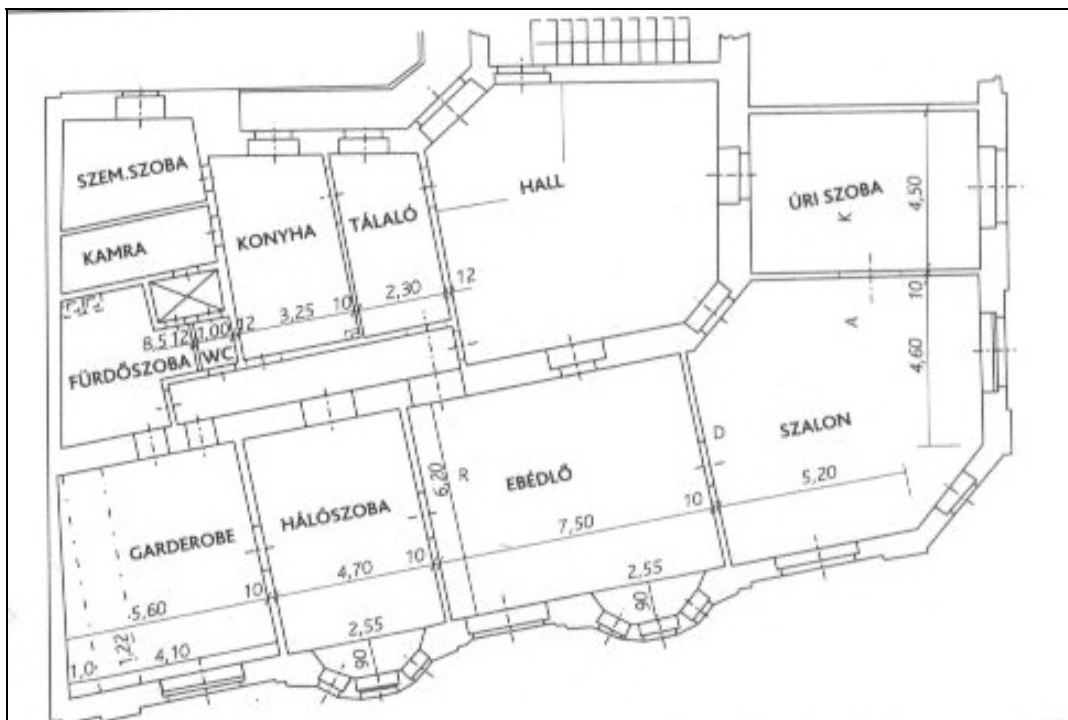 SZEM.SZOBA
KAMRA
KONYHA
TÁLALÓ
HALL
ÚRI SZOBA
4,50
K
A
10
4,60
12
2,30
10
3,25
12
1,00
12
8,5
WC
FÜRDŐSZOBA
SZALON
5,20
D
10
EBÉDLŐ
R
6,20
7,50
2,55
90
HÁLÓSZOBA
10
4,70
2,55
90
GARDEROBE
10
5,60
1,22
4,10
1,0